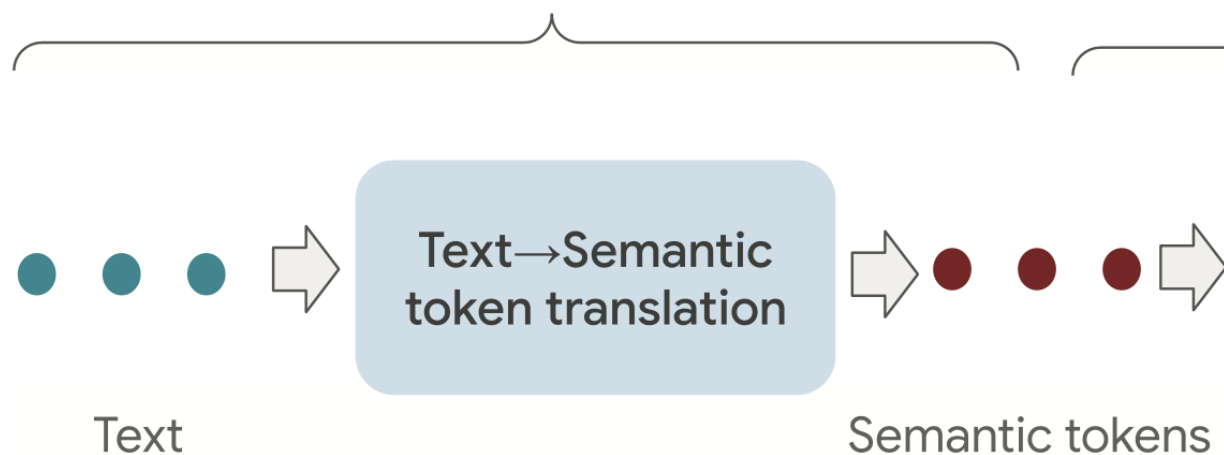 Text→Semantic
token translation
Text
Semantic tokens